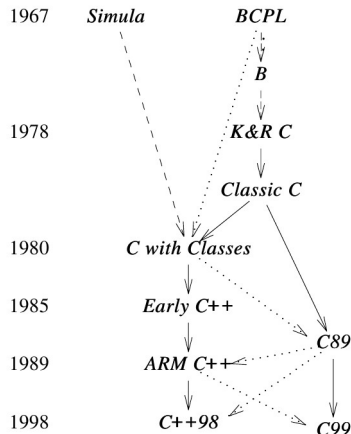 1967 Simula BCPL
B
1978 K&R C
Classic C
1980 C with Classes
1985 Early C++
C89
1989 ARM C++
1998 C++98 C99